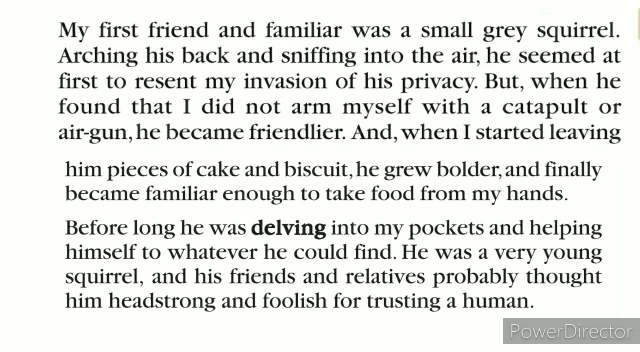 My first friend and familiar was a small grey squirrel.
Arching his back and sniffing into the air, he seemed at
first to resent my invasion of his privacy. But, when he
found that I did not arm myself with a catapult or
air-gun, he became friendlier. And, when I started leaving
him pieces of cake and biscuit, he grew bolder, and finally
became familiar enough to take food from my hands.
Before long he was delving into my pockets and helping
himself to whatever he could find. He was a very young
squirrel, and his friends and relatives probably thought
him headstrong and foolish for trusting a human.
PowerDirector